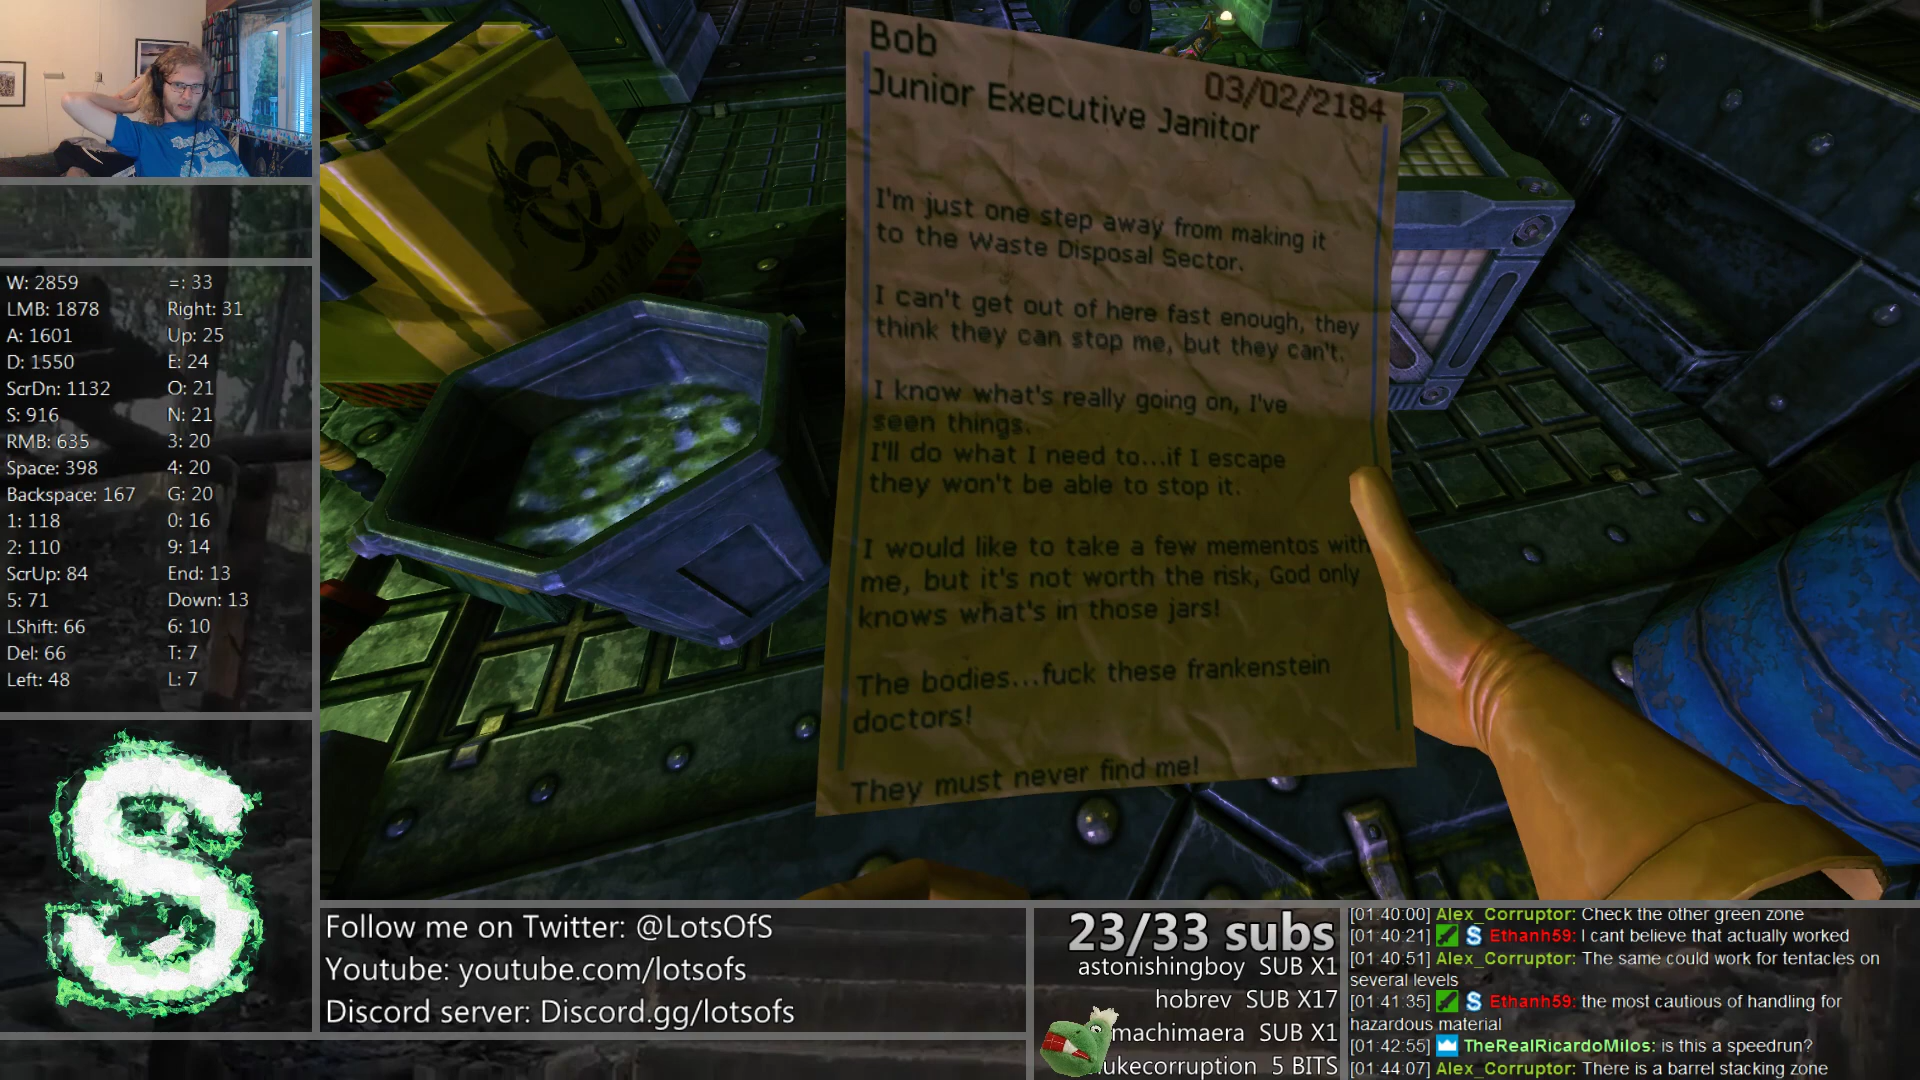 Bob
03/02/2184
Junior Executive Janitor
I'm just one step away from making it
to the Waste Disposal Sector.
I can't get out of here fast enough, they
think they can stop me, but they can't.
I know what's really going on, I've
seen things.
I'll do what I need to...if I escape
they won't be able to stop it.
I would like to take a few mementos with
me, but it's not worth the risk, God only
knows what's in those jars!
The bodies...fuck these frankenstein
doctors!
They must never find me!
W: 2859
LMB: 1878
A: 1601
D: 1550
ScrDn: 1132
S: 916
RMB: 635
Space: 398
Backspace: 167
1: 118
2: 110
ScrUp: 84
5: 71
LShift: 66
Del: 66
Left: 48
=: 33
Right: 31
Up: 25
E: 24
O: 21
N: 21
3: 20
4: 20
G: 20
0: 16
9: 14
End: 13
Down: 13
6: 10
T: 7
L: 7
S
Follow me on Twitter: @LotsOfS
Youtube: youtube.com/lotsofs
Discord server: Discord.gg/lotsofs
23/33 subs
astonishingboy SUB X1
hobrev SUB X17
machimaera SUB X1
ukecorruption 5 BITS
[01:40:00] Alex_Corruptor: Check the other green zone
[01:40:21] S Ethanh59: I cant believe that actually worked
[01:40:51] Alex_Corruptor: The same could work for tentacles on
several levels
[01:41:35] S Ethanh59: the most cautious of handling for
hazardous material
[01:42:55] TheRealRicardoMilos: is this a speedrun?
[01:44:07] Alex_Corruptor: There is a barrel stacking zone